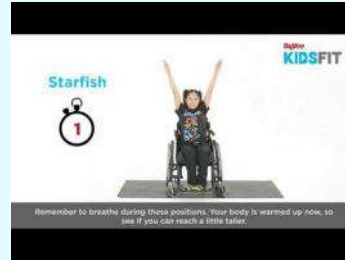 HyVee
KIDSFIT
Starfish
1
Remember to breathe during these positions. Your body is warmed up now, so
see if you can reach a little taller.